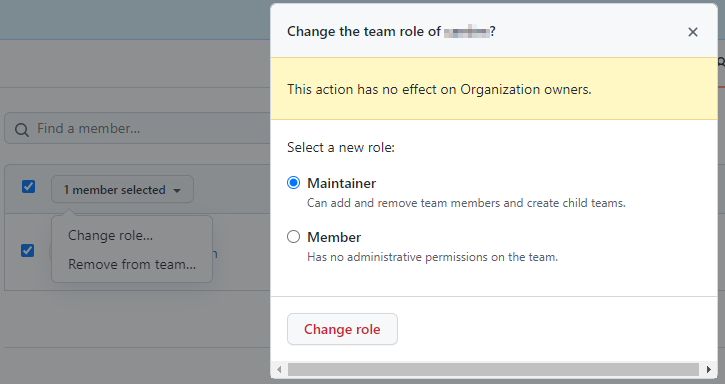 Change the team role of ?
This action has no effect on Organization owners.
Find a member...
Select a new role:
1 member selected
Maintainer
Can add and remove team members and create child teams.
Change role...
Remove from team...
Member
Has no administrative permissions on the team.
Change role